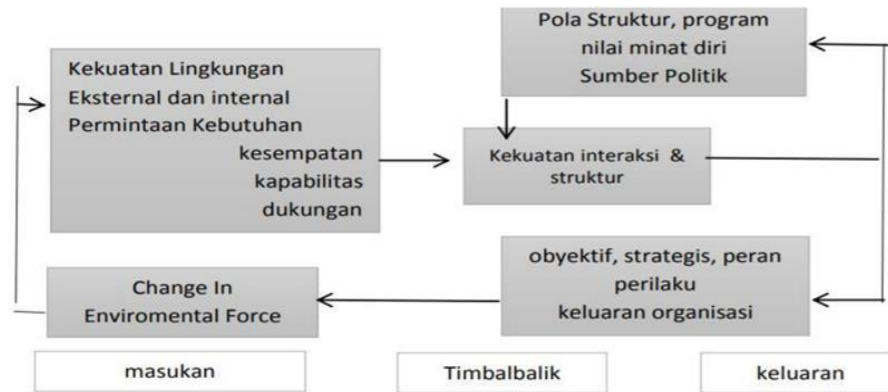 Pola Struktur, program
nilai minat diri
Sumber Politik
Kekuatan Lingkungan
Eksternal dan internal
Permintaan Kebutuhan
kesempatan
kapabilitas
dukungan
Kekuatan interaksi &
struktur
obyektif, strategis, peran
perilaku
keluaran organisasi
Change In
Enviromental Force
masukan
Timbalbalik
keluaran